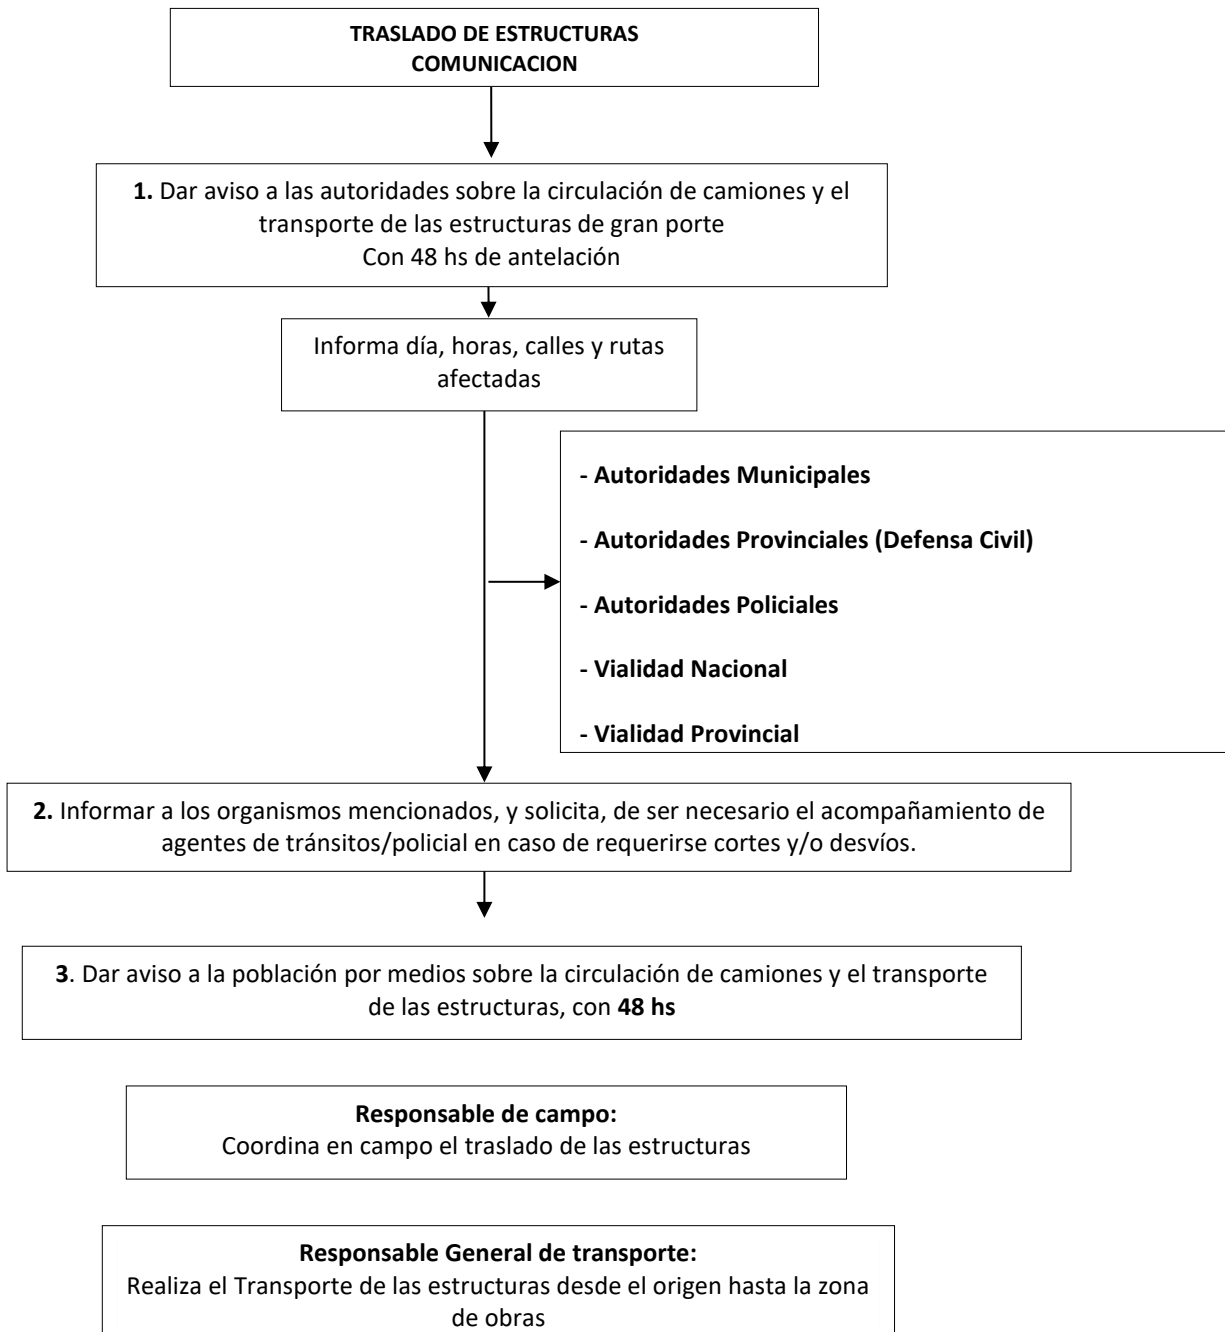 TRASLADO DE ESTRUCTURAS
COMUNICACION
1. Dar aviso a las autoridades sobre la circulación de camiones y el
transporte de las estructuras de gran porte
Con 48 hs de antelación
Informa día, horas, calles y rutas
afectadas
- Autoridades Municipales
- Autoridades Provinciales (Defensa Civil)
- Autoridades Policiales
- Vialidad Nacional
- Vialidad Provincial
2. Informar a los organismos mencionados, y solicita, de ser necesario el acompañamiento de
agentes de tránsitos/policial en caso de requerirse cortes y/o desvíos.
3. Dar aviso a la población por medios sobre la circulación de camiones y el transporte
de las estructuras, con 48 hs
Responsable de campo:
Coordina en campo el traslado de las estructuras
Responsable General de transporte:
Realiza el Transporte de las estructuras desde el origen hasta la zona
de obras